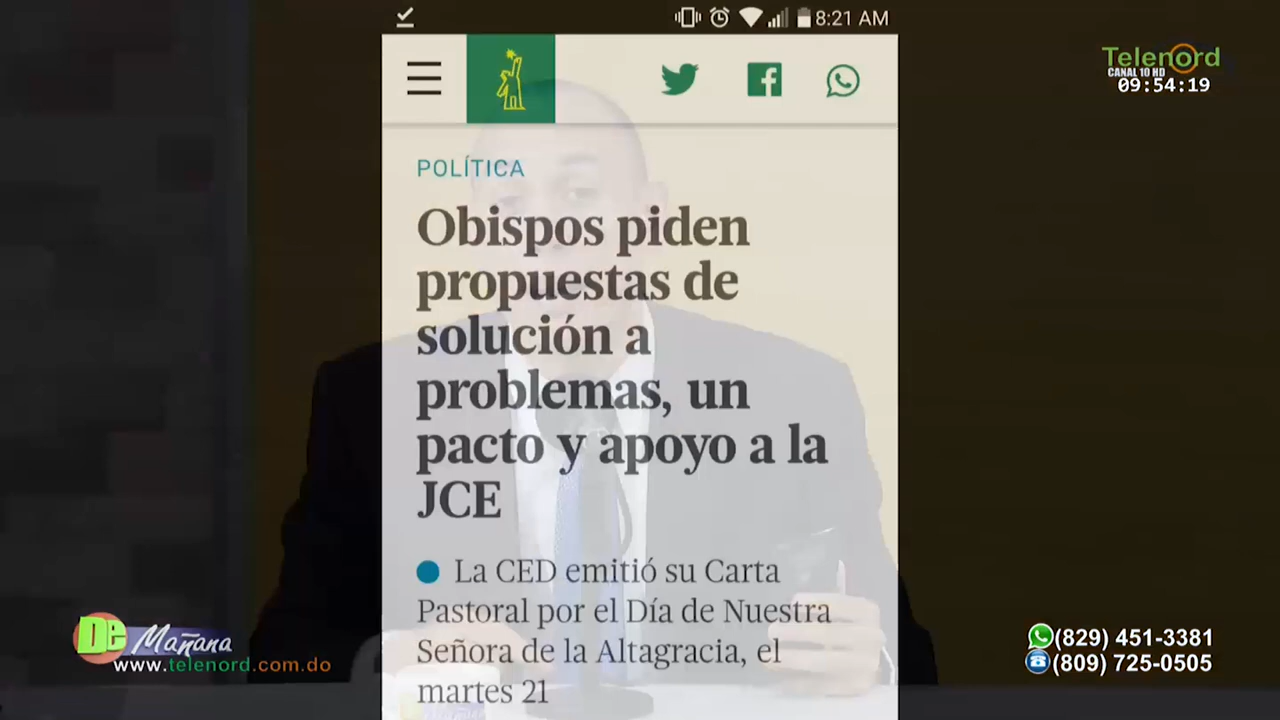 8:21 AM
Telenord
CANAL 10 HD
09:54:19
POLÍTICA
Obispos piden
propuestas de
solución a
problemas, un
pacto y apoyo a la
JCE
La CED emitió su Carta
Pastoral por el Día de Nuestra
Señora de la Altagracia, el
martes 21
De Mañana
www.telenord.com.do
(829) 451-3381
(809) 725-0505